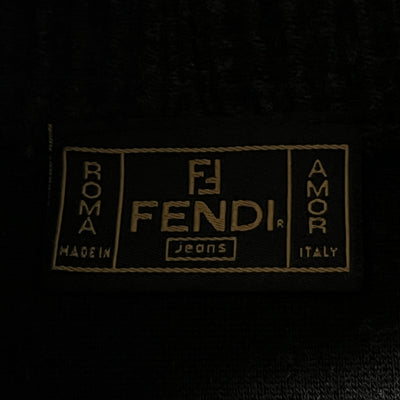 ROMA
MADE IN
FF
FENDI®
Jeans
AMOR
ITALY